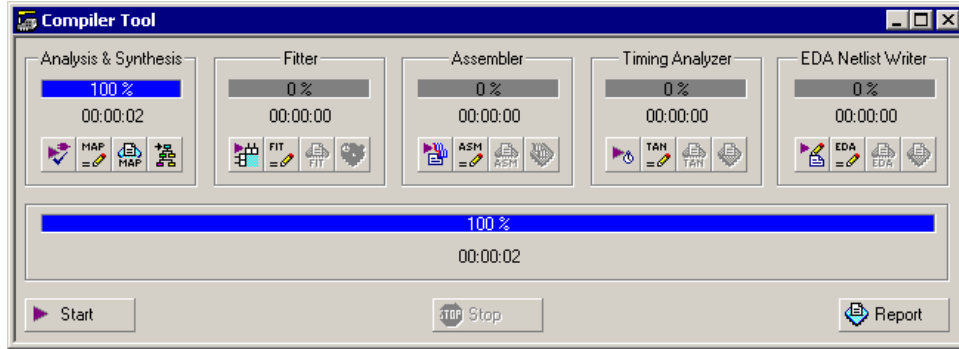 Compiler Tool
Analysis & Synthesis Fitter Assembler Timing Analyzer EDA Netlist Writer
100 % 0 % 0 % 0 % 0 %
00:00:02 00:00:00 00:00:00 00:00:00 00:00:00
MAP MAP FIT FIT ASM ASM TAN TAN EDA EDA
100 %
00:00:02
Start STOP Stop Report